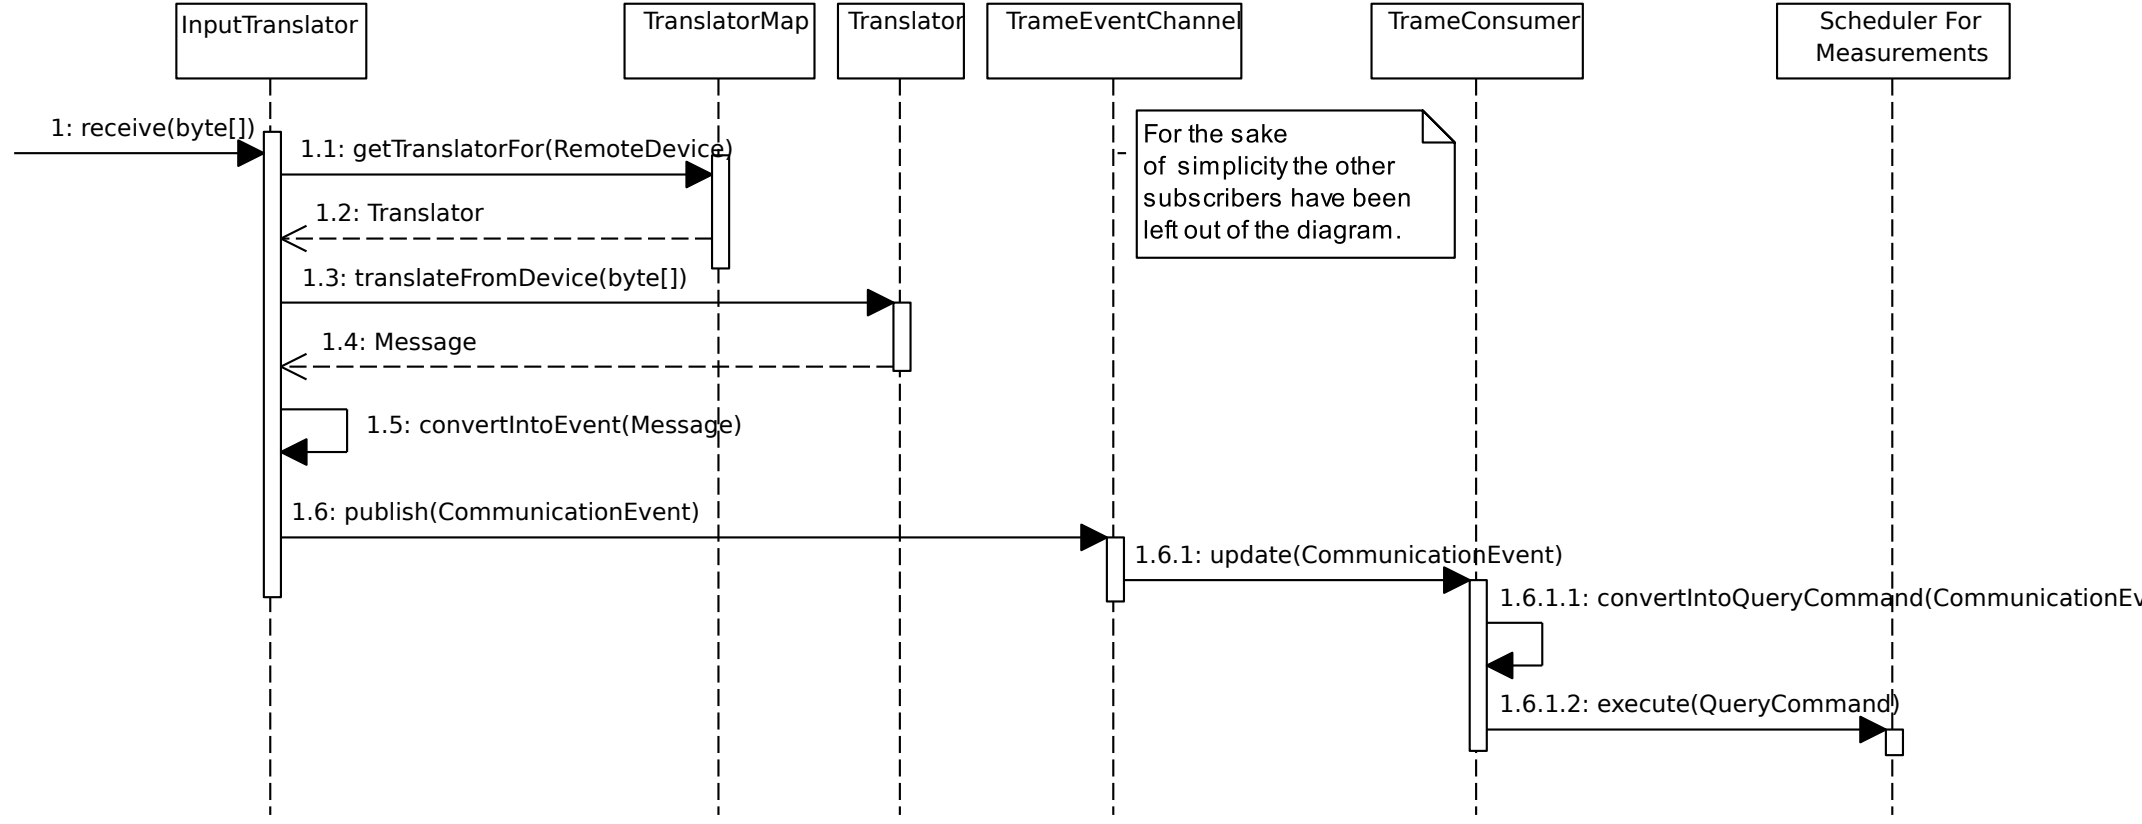 InputTranslator
TranslatorMap
Translator
TrameEventChannel
TrameConsumer
Scheduler For
Measurements
1: receive(byte[])
1.1: getTranslatorFor(RemoteDevice)
For the sake
of simplicity the other
subscribers have been
left out of the diagram.
1.2: Translator
1.3: translateFromDevice(byte[])
1.4: Message
1.5: convertIntoEvent(Message)
1.6: publish(CommunicationEvent)
1.6.1: update(CommunicationEvent)
1.6.1.1: convertIntoQueryCommand(CommunicationEv
1.6.1.2: execute(QueryCommand)